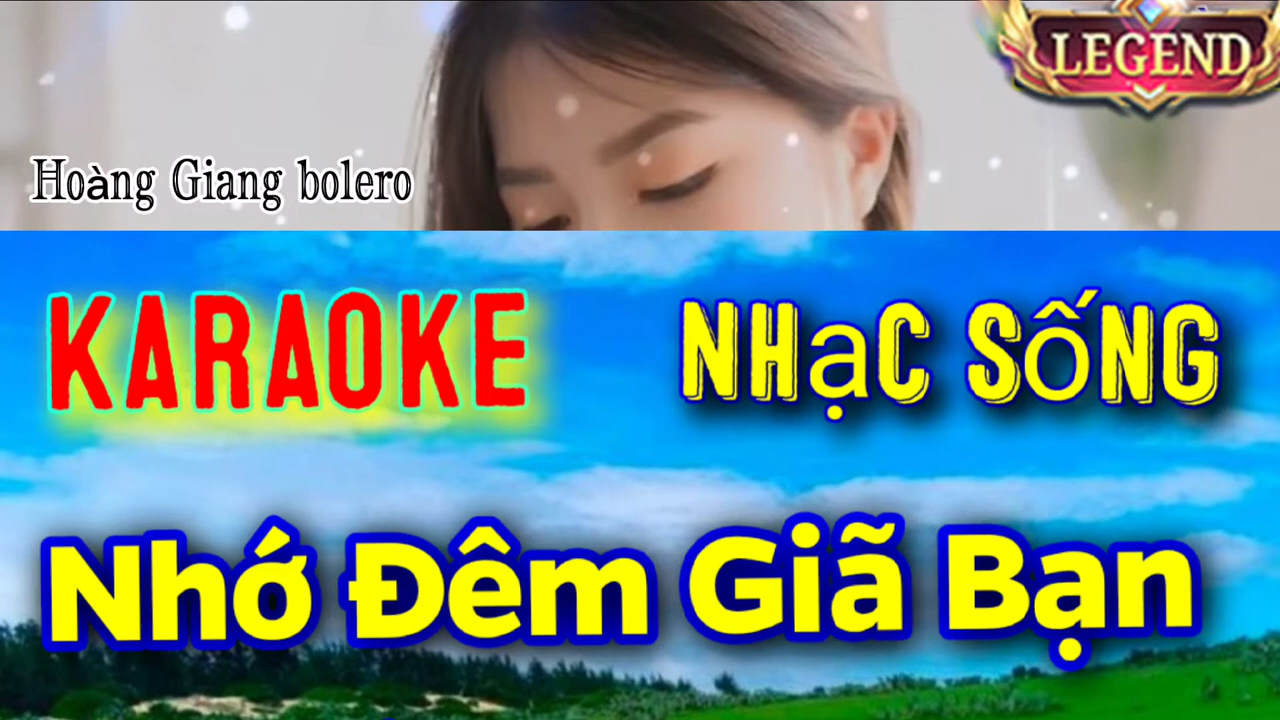 LEGEND
Hoàng Giang bolero
KARAOKE NHẠC SỐNG
Nhớ Đêm Giã Bạn